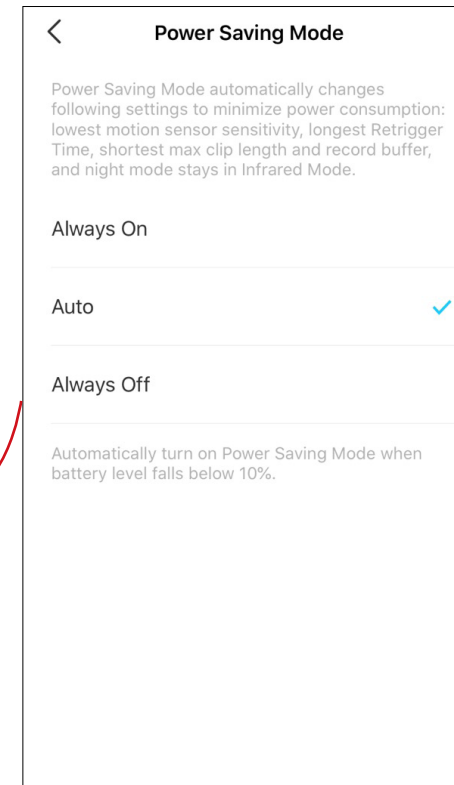 Power Saving Mode
Power Saving Mode automatically changes
following settings to minimize power consumption:
lowest motion sensor sensitivity, longest Retrigger
Time, shortest max clip length and record buffer,
and night mode stays in Infrared Mode.
Always On
Auto
Always Off
Automatically turn on Power Saving Mode when
battery level falls below 10%.